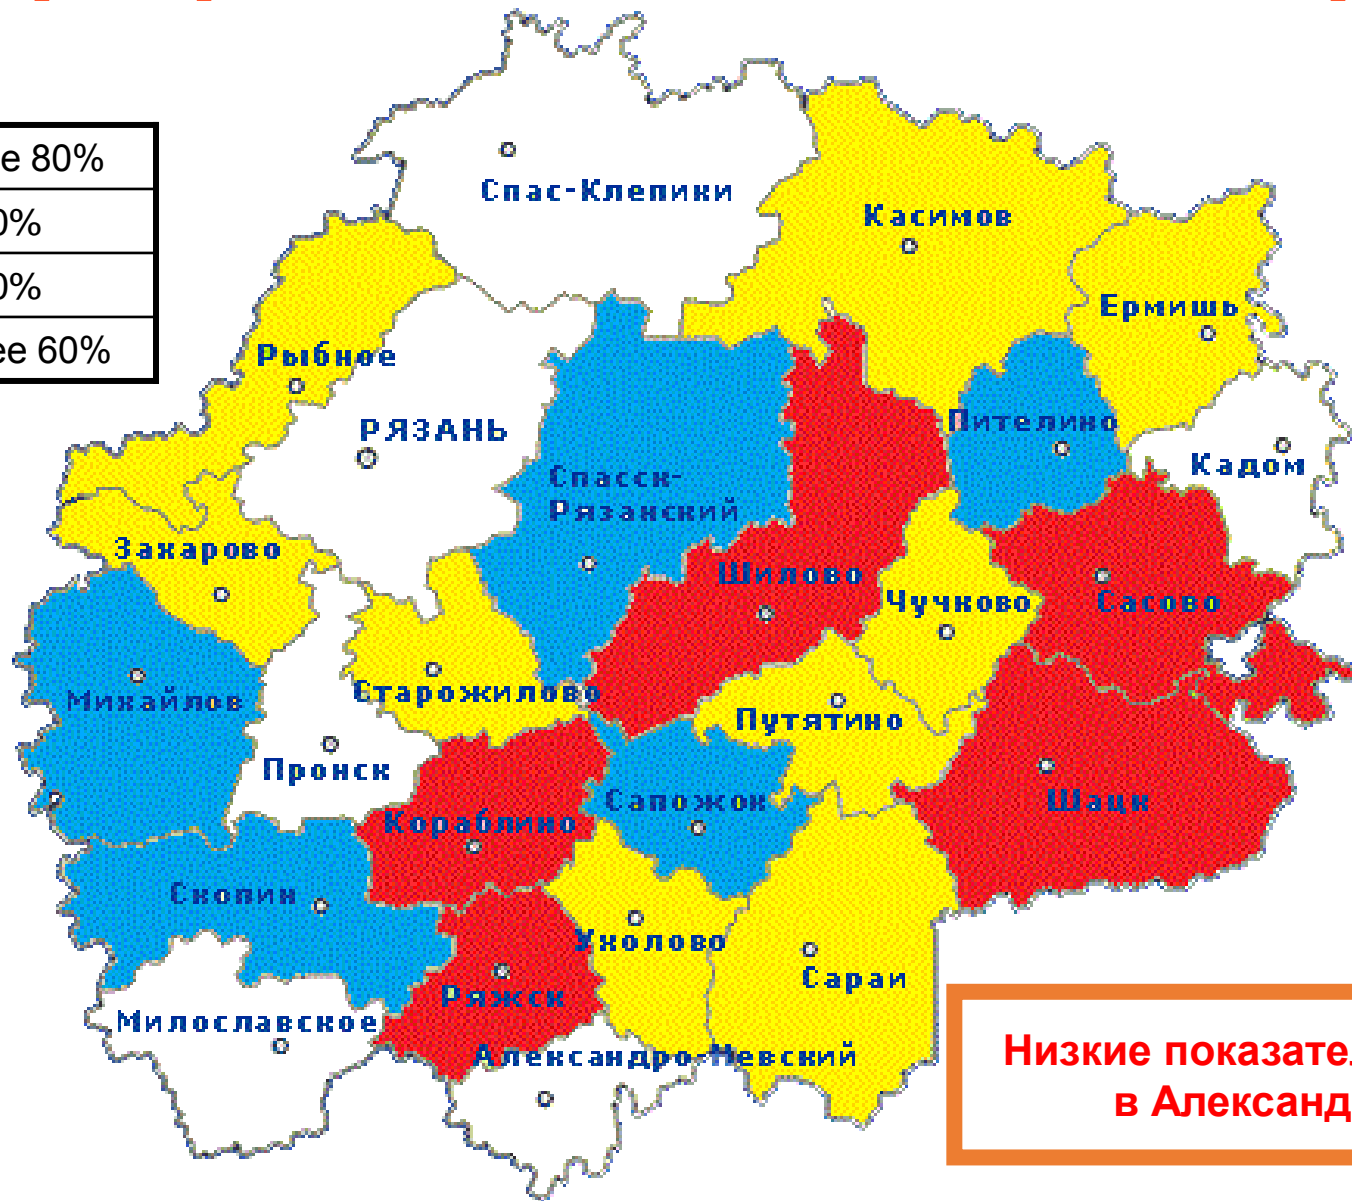 е 80%
0%
0%
ее 60%
Спас-Клепики
Касимов
Ермишь
Рыбное
РЯЗАНЬ
Пителино
Кадом
Спасск-
Рязанский
Захарово
Шилово
Чучково
Сасово
Михайлов
Старожилово
Путятино
Пронск
Сапожок
Шацк
Кораблино
Скопин
Ухолово
Сараи
Ряжск
Милославское
Александро-Невский
Низкие показател
в Александ